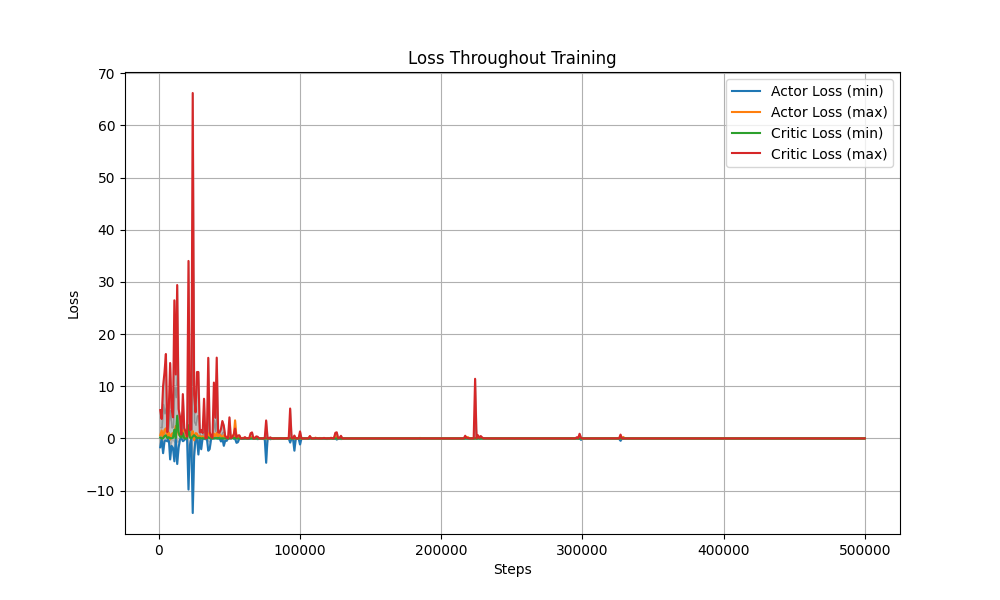 Loss Throughout Training
Actor Loss (min)
Actor Loss (max)
Critic Loss (min)
Critic Loss (max)
70
60
50
40
30
20
10
0
−10
Loss
0 100000 200000 300000 400000 500000
Steps